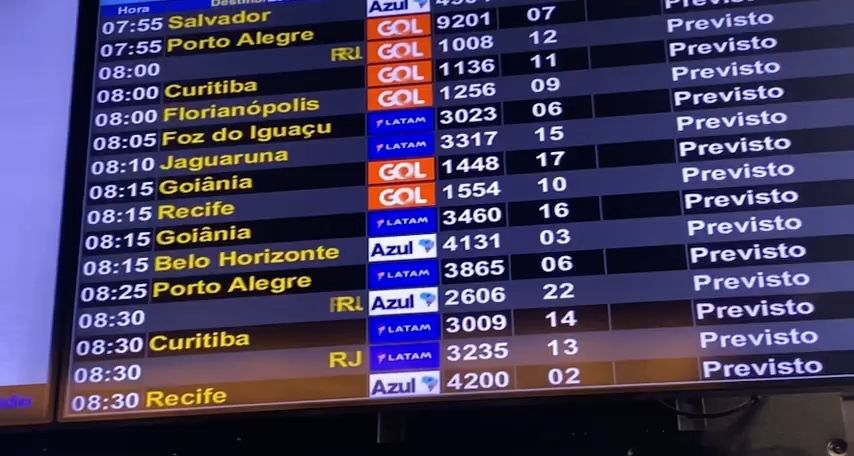 Hora
07:55 Salvador Azul Previsto
07:55 Porto Alegre GOL 9201 07 Previsto
08:00 GOL 1008 12 Previsto
08:00 Curitiba GOL 1136 11 Previsto
08:00 Florianópolis GOL 1256 09 Previsto
08:05 Foz do Iguaçu LATAM 3023 06 Previsto
08:10 Jaguaruna LATAM 3317 15 Previsto
08:15 Goiânia GOL 1448 17 Previsto
08:15 Recife GOL 1554 10 Previsto
08:15 Goiânia LATAM 3460 16 Previsto
08:15 Belo Horizonte Azul 4131 03 Previsto
08:25 Porto Alegre LATAM 3865 06 Previsto
08:30 Azul 2606 22 Previsto
08:30 Curitiba LATAM 3009 14 Previsto
08:30 RJ LATAM 3235 13 Previsto
08:30 Recife Azul 4200 02 Previsto